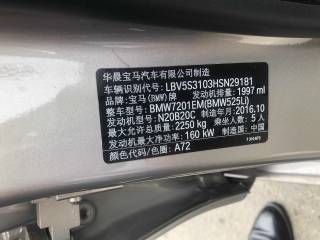 华晨宝马汽车有限公司制造
车辆识别代号 LBV5S3103HSN29181
品牌:宝马(BMW)牌 发动机排量:1997 ml
整车型号:BMW7201EM(BMW525Li)
发动机型号:N20B20C 制造年月:2016.10
最大允许总质量:2250 kg 乘坐人数:5 人
发动机最大净功率:160 kW 制造国:中国
颜色代码/色圈:A72